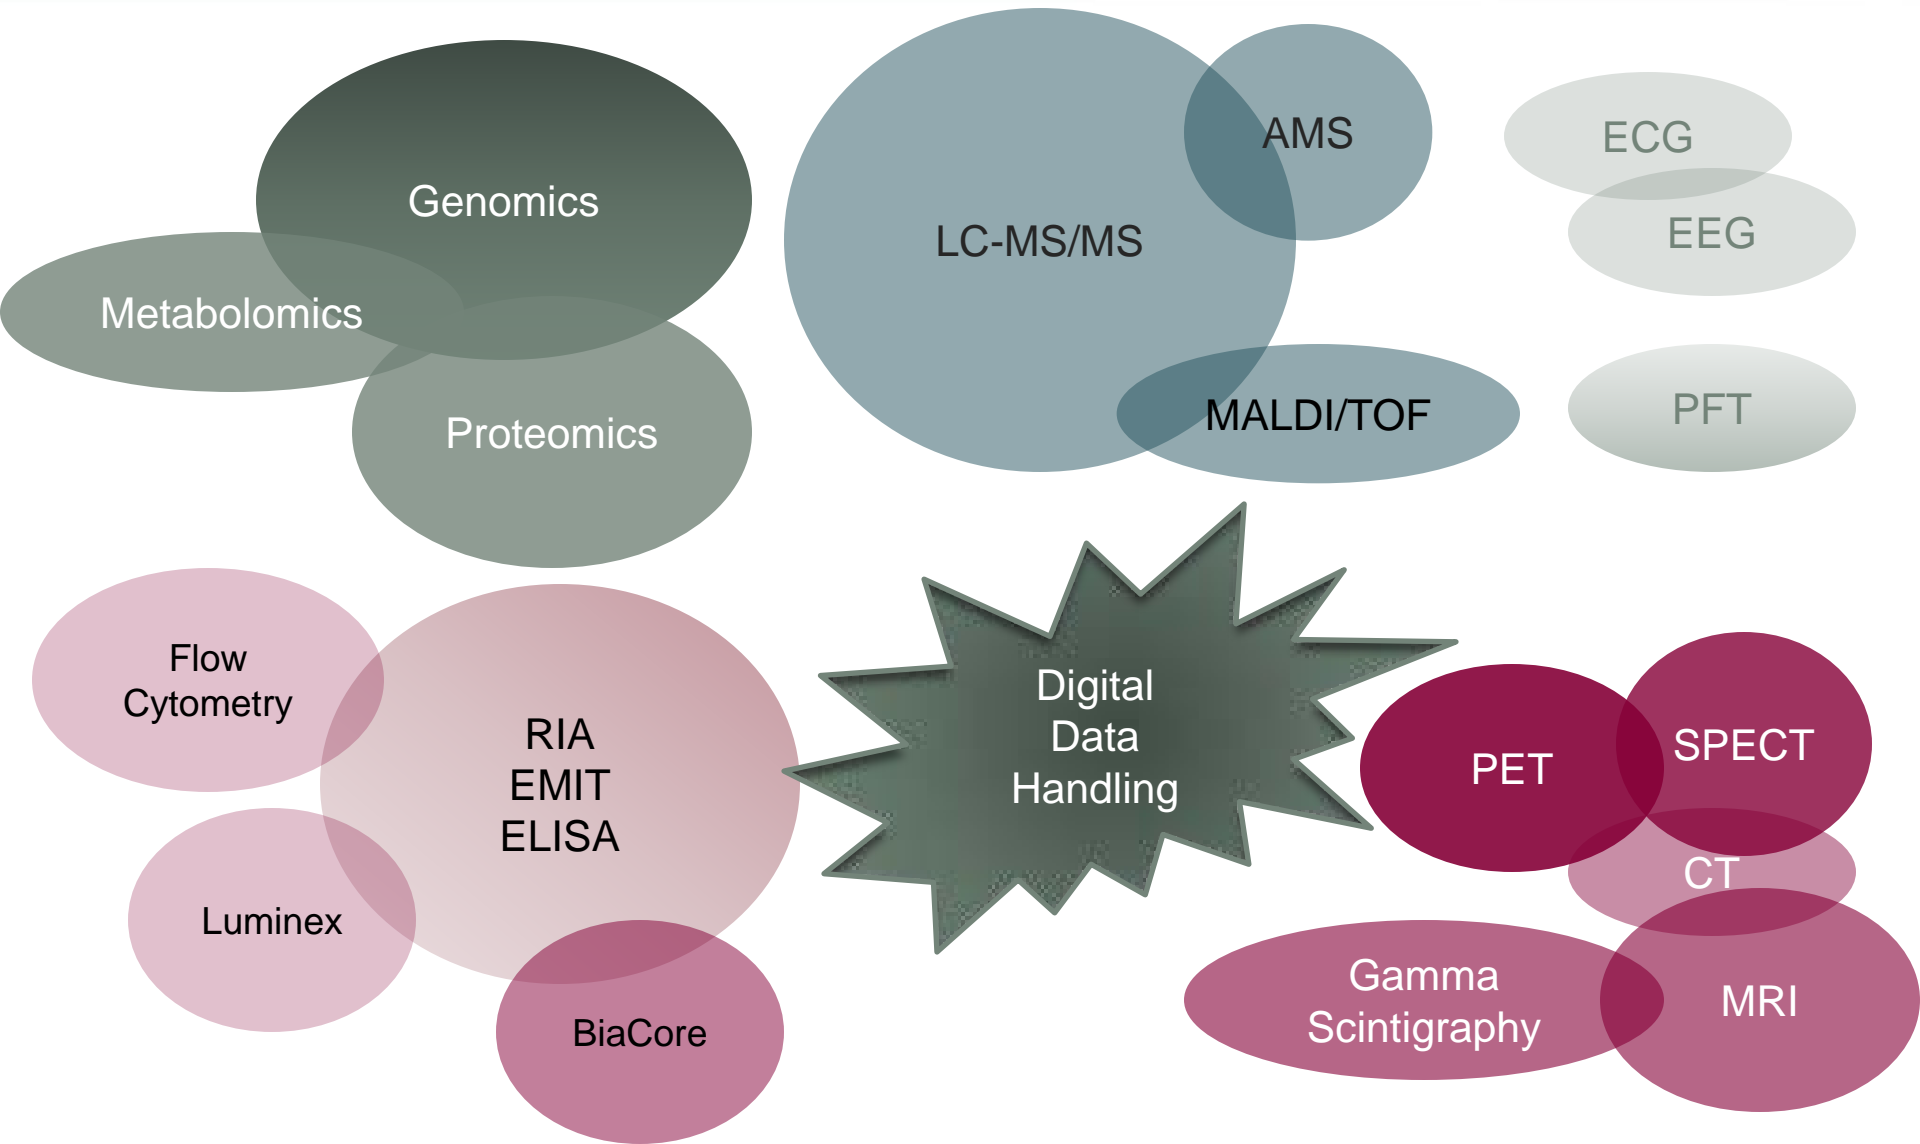 Genomics
Metabolomics
Proteomics
LC-MS/MS
AMS
MALDI/TOF
ECG
EEG
PFT
Flow
Cytometry
RIA
EMIT
ELISA
Luminex
BiaCore
Digital
Data
Handling
PET
SPECT
CT
Gamma
Scintigraphy
MRI